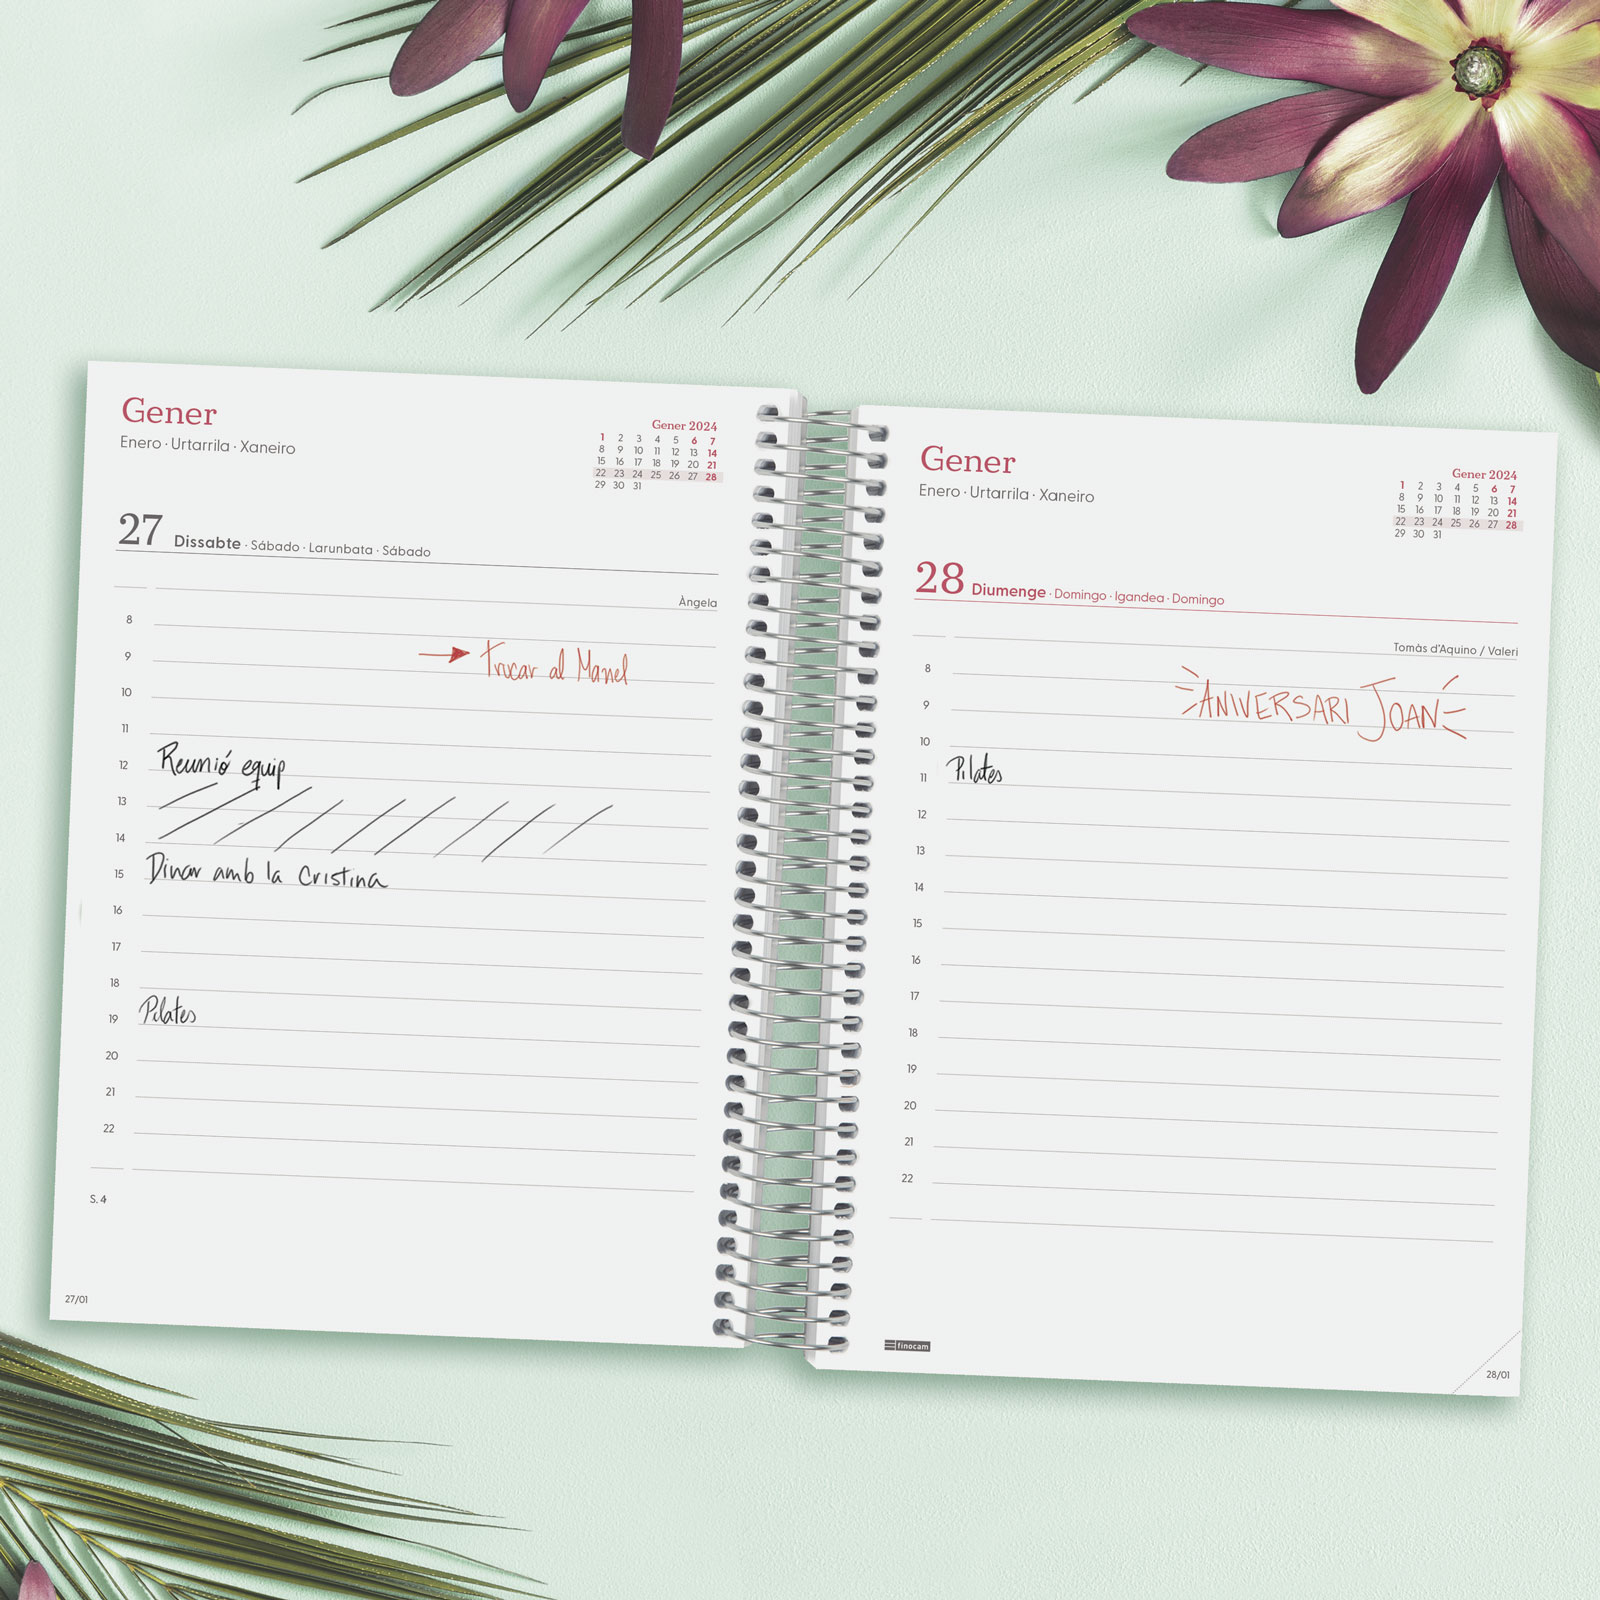 Gener
Enero · Urtarrila · Xaneiro
Gener 2024
1 2 3 4 5 6 7
8 9 10 11 12 13 14
15 16 17 18 19 20 21
22 23 24 25 26 27 28
29 30 31
27 Dissabte · Sábado · Larunbata · Sábado
Àngela
8
9 trucar al Manel
10
11
12 Reunió equip
13
14
15 Dinar amb la Cristina
16
17
18
19 Pilates
20
21
22
S. 4
27/01
Gener
Enero · Urtarrila · Xaneiro
Gener 2024
1 2 3 4 5 6 7
8 9 10 11 12 13 14
15 16 17 18 19 20 21
22 23 24 25 26 27 28
29 30 31
28 Diumenge · Domingo · Igandea · Domingo
Tomàs d'Aquino / Valeri
8
9 ANIVERSARI JOAN
10
11 Pilates
12
13
14
15
16
17
18
19
20
21
22
finocam
28/01